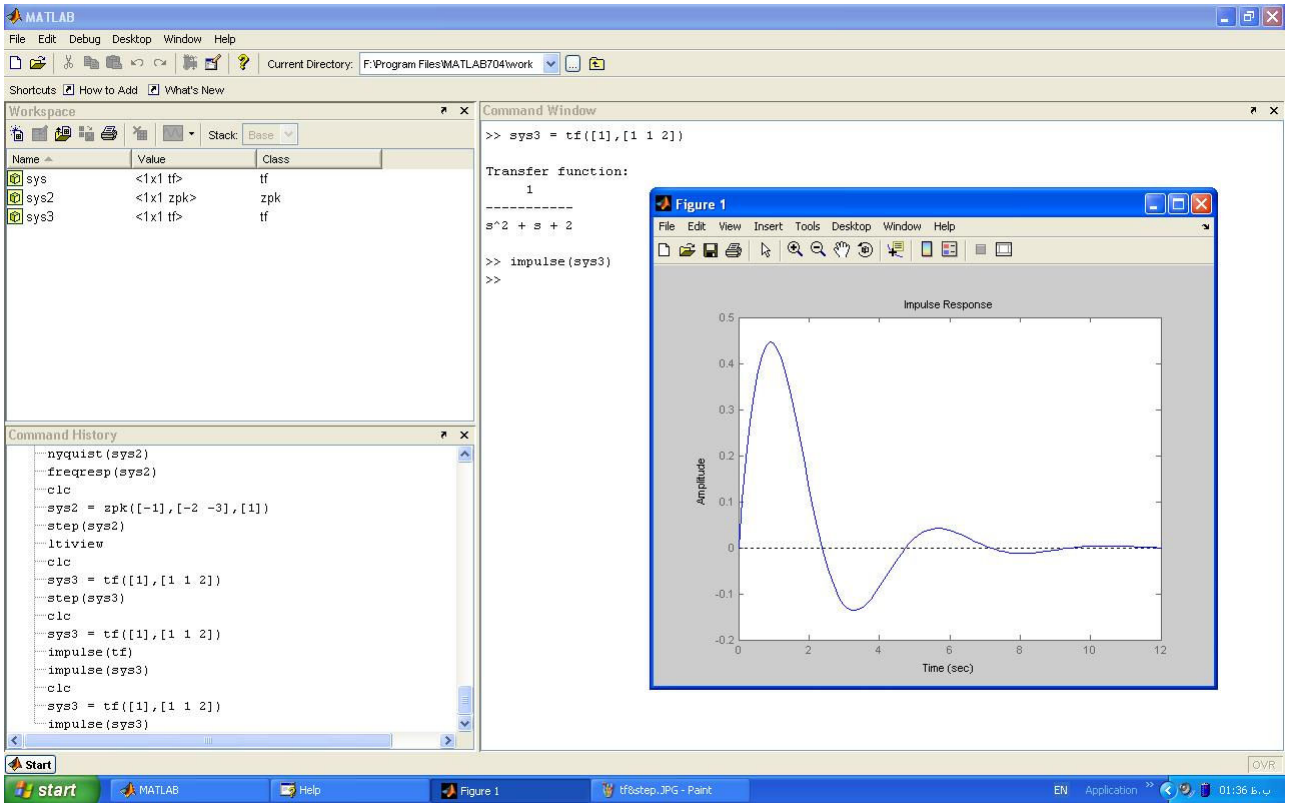 MATLAB
File Edit Debug Desktop Window Help
Current Directory: F:\Program Files\MATLAB704\work
Shortcuts How to Add What's New
Workspace
Stack: Base
Name Value Class
sys <1x1 tf> tf
sys2 <1x1 zpk> zpk
sys3 <1x1 tf> tf
Command History
nyquist(sys2)
freqresp(sys2)
clc
sys2 = zpk([-1],[-2 -3],[1])
step(sys2)
ltiview
clc
sys3 = tf([1],[1 1 2])
step(sys3)
clc
sys3 = tf([1],[1 1 2])
impulse(tf)
impulse(sys3)
clc
sys3 = tf([1],[1 1 2])
impulse(sys3)
Command Window
>> sys3 = tf([1],[1 1 2])
Transfer function:
1
-----------
s^2 + s + 2
>> impulse(sys3)
>>
Figure 1
File Edit View Insert Tools Desktop Window Help
Impulse Response
Amplitude
0.5
0.4
0.3
0.2
0.1
0
-0.1
-0.2
0 2 4 6 8 10 12
Time (sec)
Start
OVR
start
MATLAB
Help
Figure 1
tf&step.JPG - Paint
EN
Application
01:36 ب.ظ